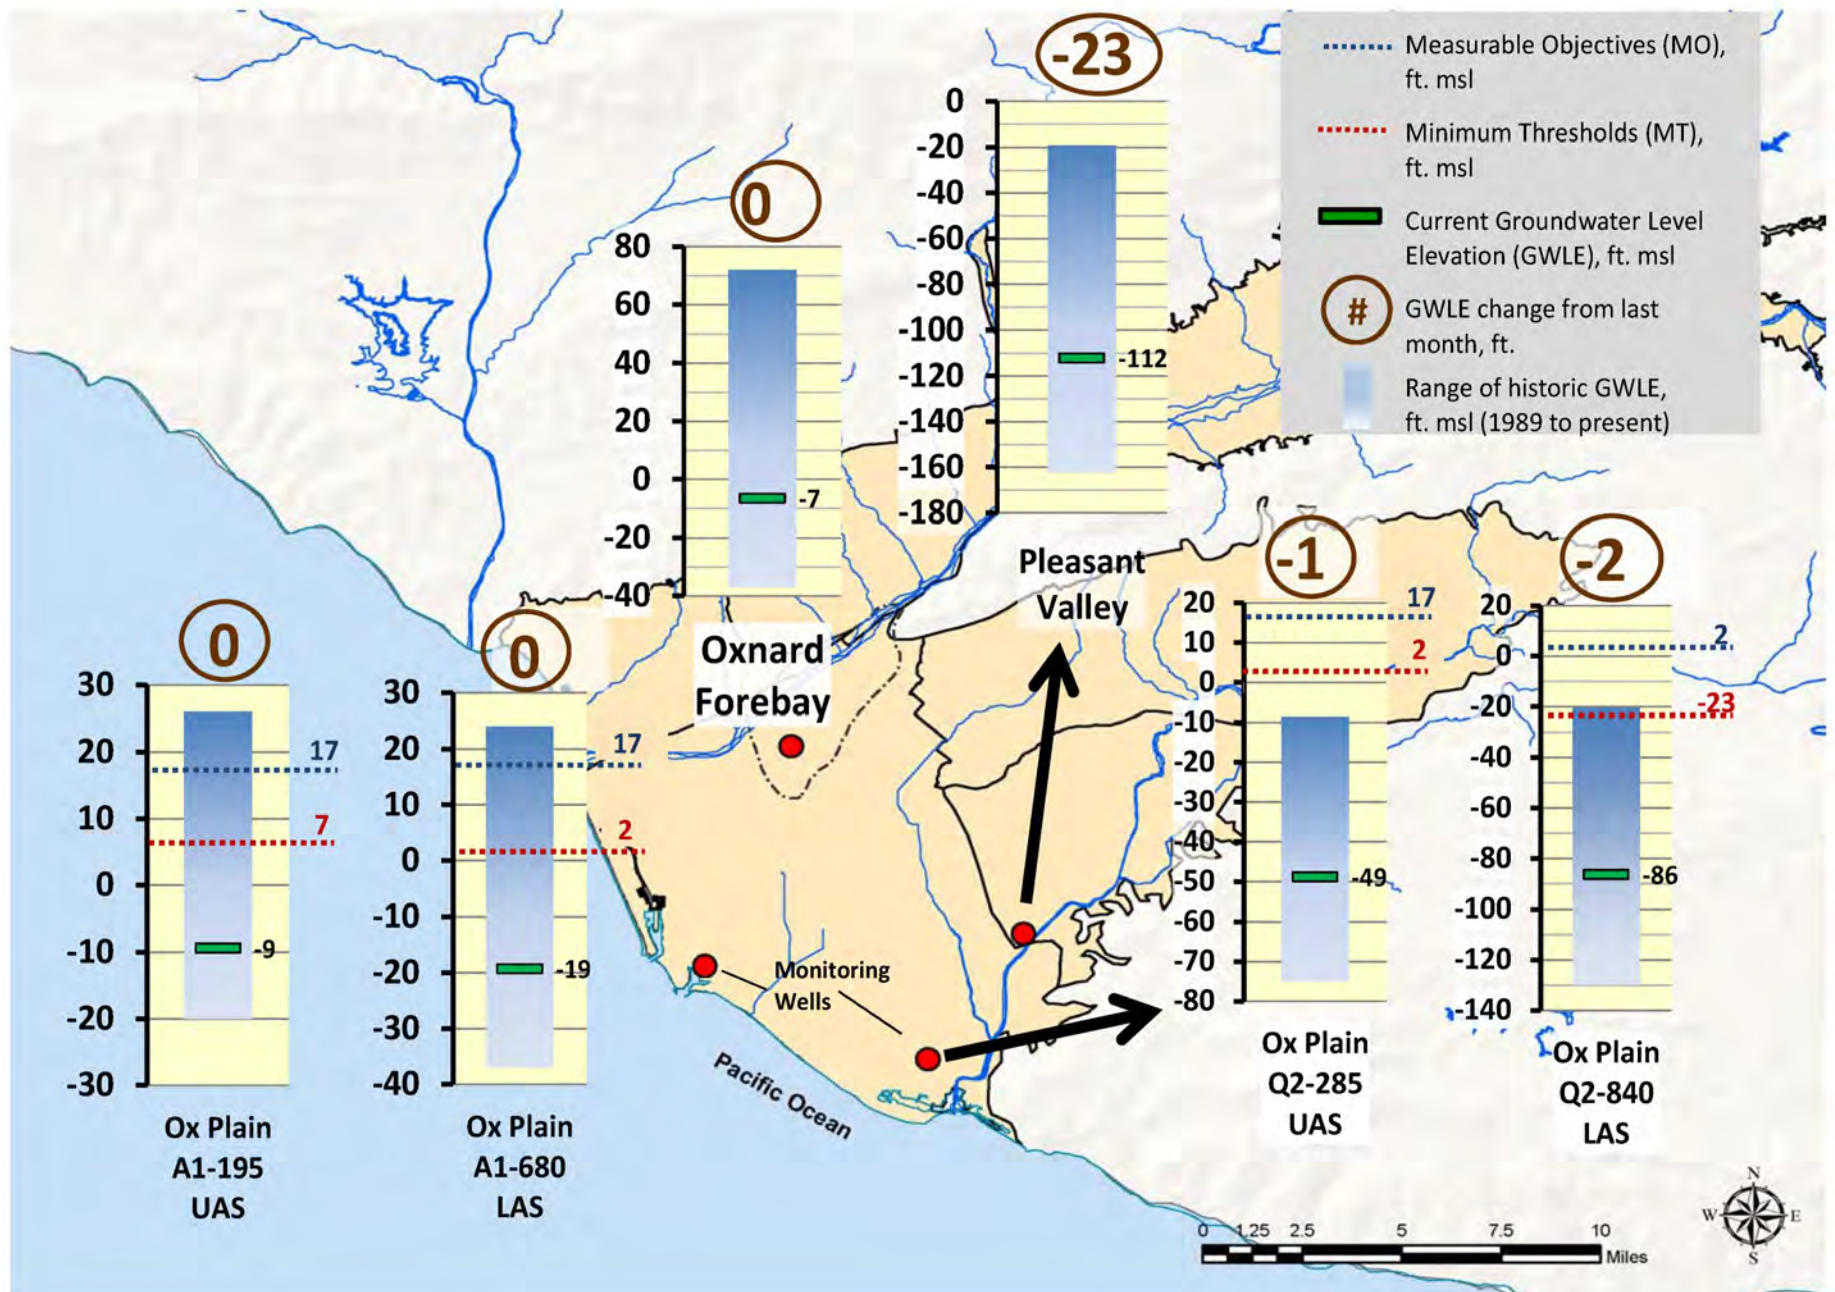 Measurable Objectives (MO),
ft. msl
Minimum Thresholds (MT),
ft. msl
Current Groundwater Level
Elevation (GWLE), ft. msl
#
GWLE change from last
month, ft.
Range of historic GWLE,
ft. msl (1989 to present)
-23
0
-20
-40
-60
-80
-100
-120
-140
-160
-180
-112
Pleasant
Valley
0
80
60
40
20
0
-20
-40
-7
Oxnard
Forebay
0
30
20
10
0
-10
-20
-30
17
7
-9
Ox Plain
A1-195
UAS
0
30
20
10
0
-10
-20
-30
-40
17
2
-19
Ox Plain
A1-680
LAS
Monitoring
Wells
Pacific Ocean
-1
20
10
0
-10
-20
-30
-40
-50
-60
-70
-80
17
2
-49
Ox Plain
Q2-285
UAS
-2
20
0
-20
-40
-60
-80
-100
-120
-140
2
-23
-86
Ox Plain
Q2-840
LAS
N
W E
S
0 1.25 2.5 5 7.5 10
Miles